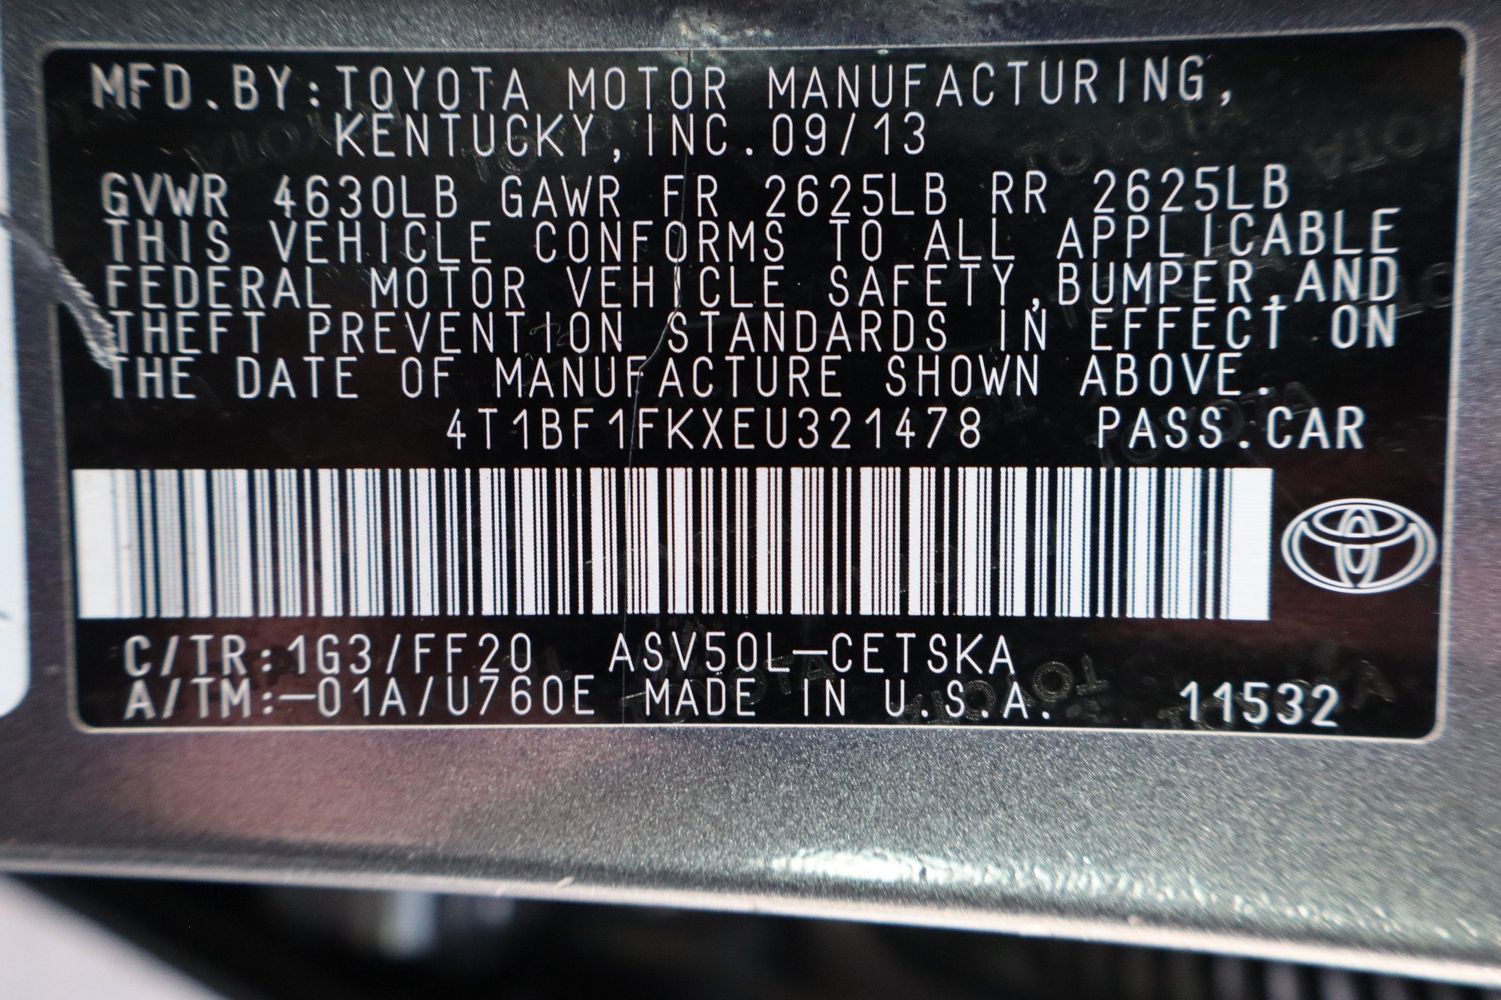 MFD.BY:TOYOTA MOTOR MANUFACTURING,
KENTUCKY,INC.09/13
GVWR 4630LB GAWR FR 2625LB RR 2625LB
THIS VEHICLE CONFORMS TO ALL APPLICABLE
FEDERAL MOTOR VEHICLE SAFETY,BUMPER,AND
THEFT PREVENTION STANDARDS IN EFFECT ON
THE DATE OF MANUFACTURE SHOWN ABOVE.
4T1BF1FKXEU321478 PASS.CAR
C/TR:1G3/FF20 ASV50L-CETSKA
A/TM:-01A/U760E MADE IN U.S.A. 11532